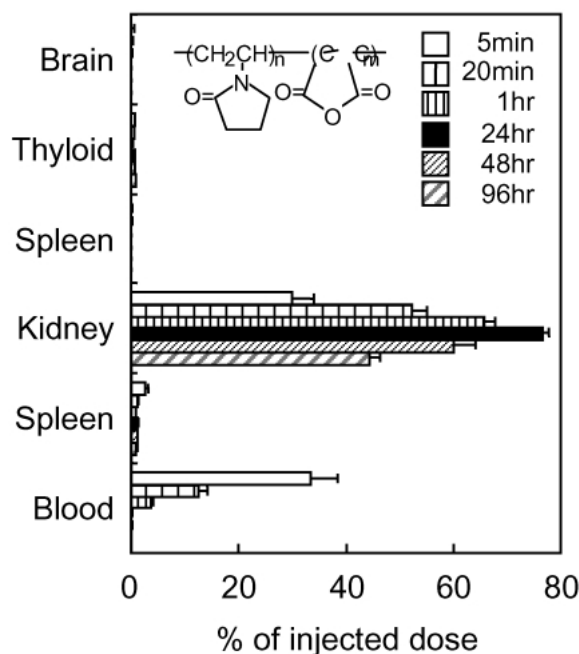 (CH₂CH)n (C C)m
N
O= O= =O
O
5min
20min
1hr
24hr
48hr
96hr
Brain
Thyloid
Spleen
Kidney
Spleen
Blood
0 20 40 60 80
% of injected dose